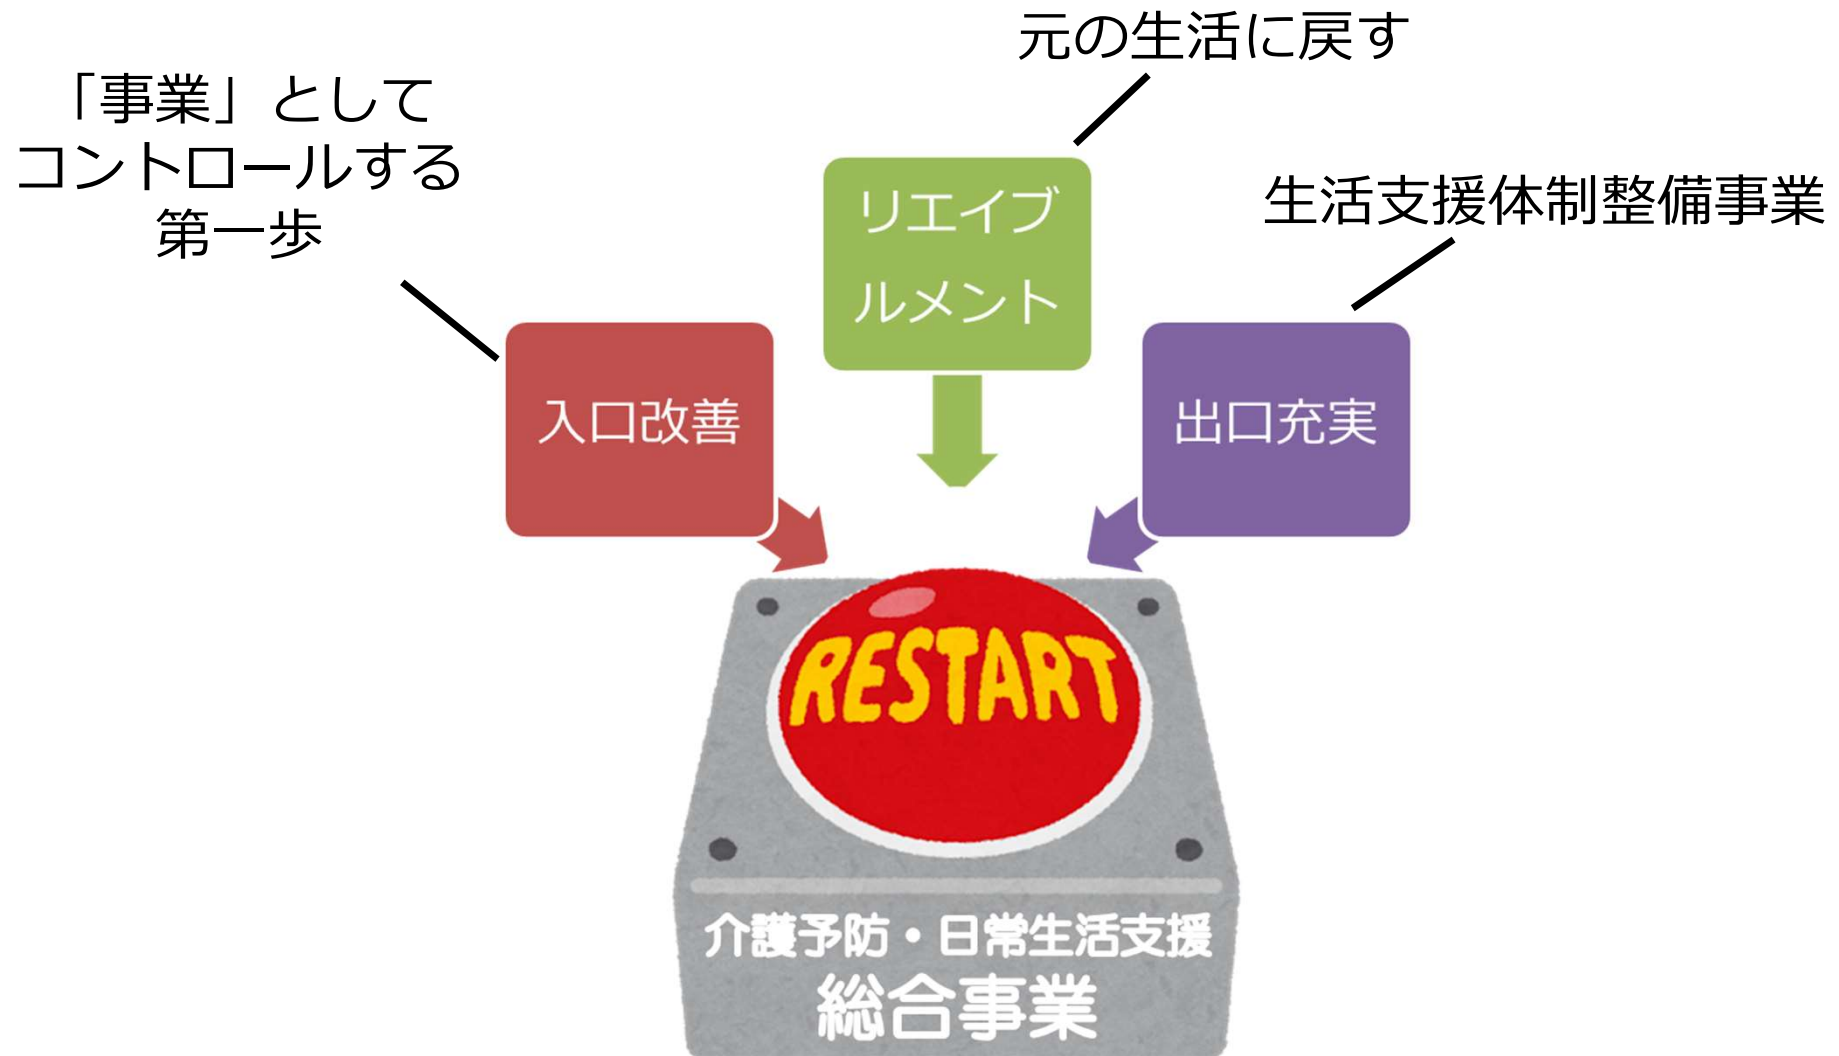 元の生活に戻す
「事業」として
コントロールする
第一歩
生活支援体制整備事業
リエイブ
ルメント
入口改善
出口充実
RESTART
介護予防・日常生活支援
総合事業